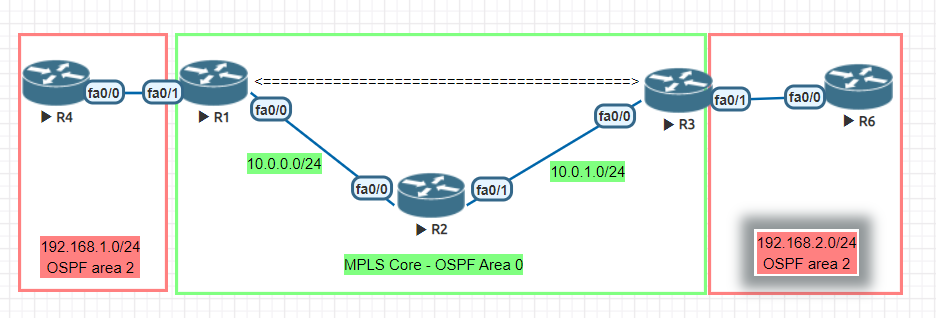 <====================================>
fa0/0
fa0/1
fa0/1
fa0/0
R4
R1
fa0/0
fa0/0
R3
R6
10.0.0.0/24
10.0.1.0/24
fa0/0
fa0/1
R2
192.168.1.0/24
OSPF area 2
MPLS Core - OSPF Area 0
192.168.2.0/24
OSPF area 2